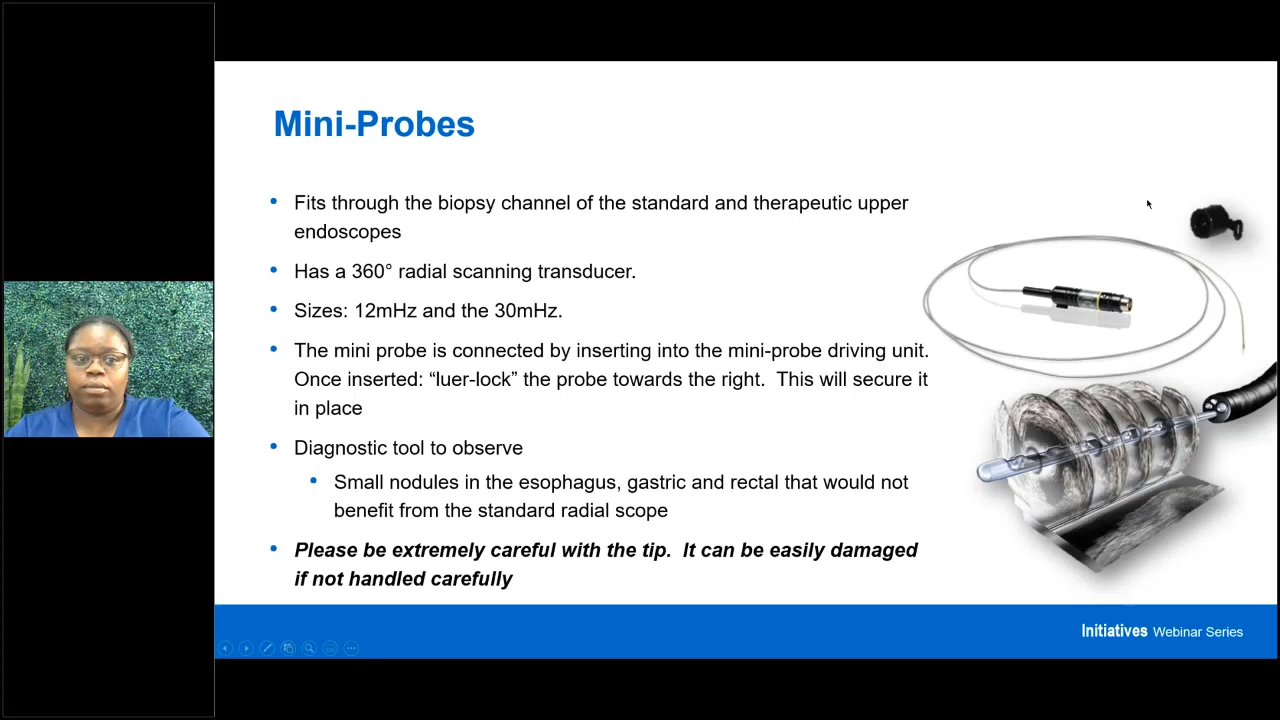 Mini-Probes
Fits through the biopsy channel of the standard and therapeutic upper
endoscopes
Has a 360° radial scanning transducer.
Sizes: 12mHz and the 30mHz.
The mini probe is connected by inserting into the mini-probe driving unit.
Once inserted: “luer-lock” the probe towards the right.  This will secure it
in place
Diagnostic tool to observe
Small nodules in the esophagus, gastric and rectal that would not
benefit from the standard radial scope
Please be extremely careful with the tip.  It can be easily damaged
if not handled carefully
Initiatives Webinar Series